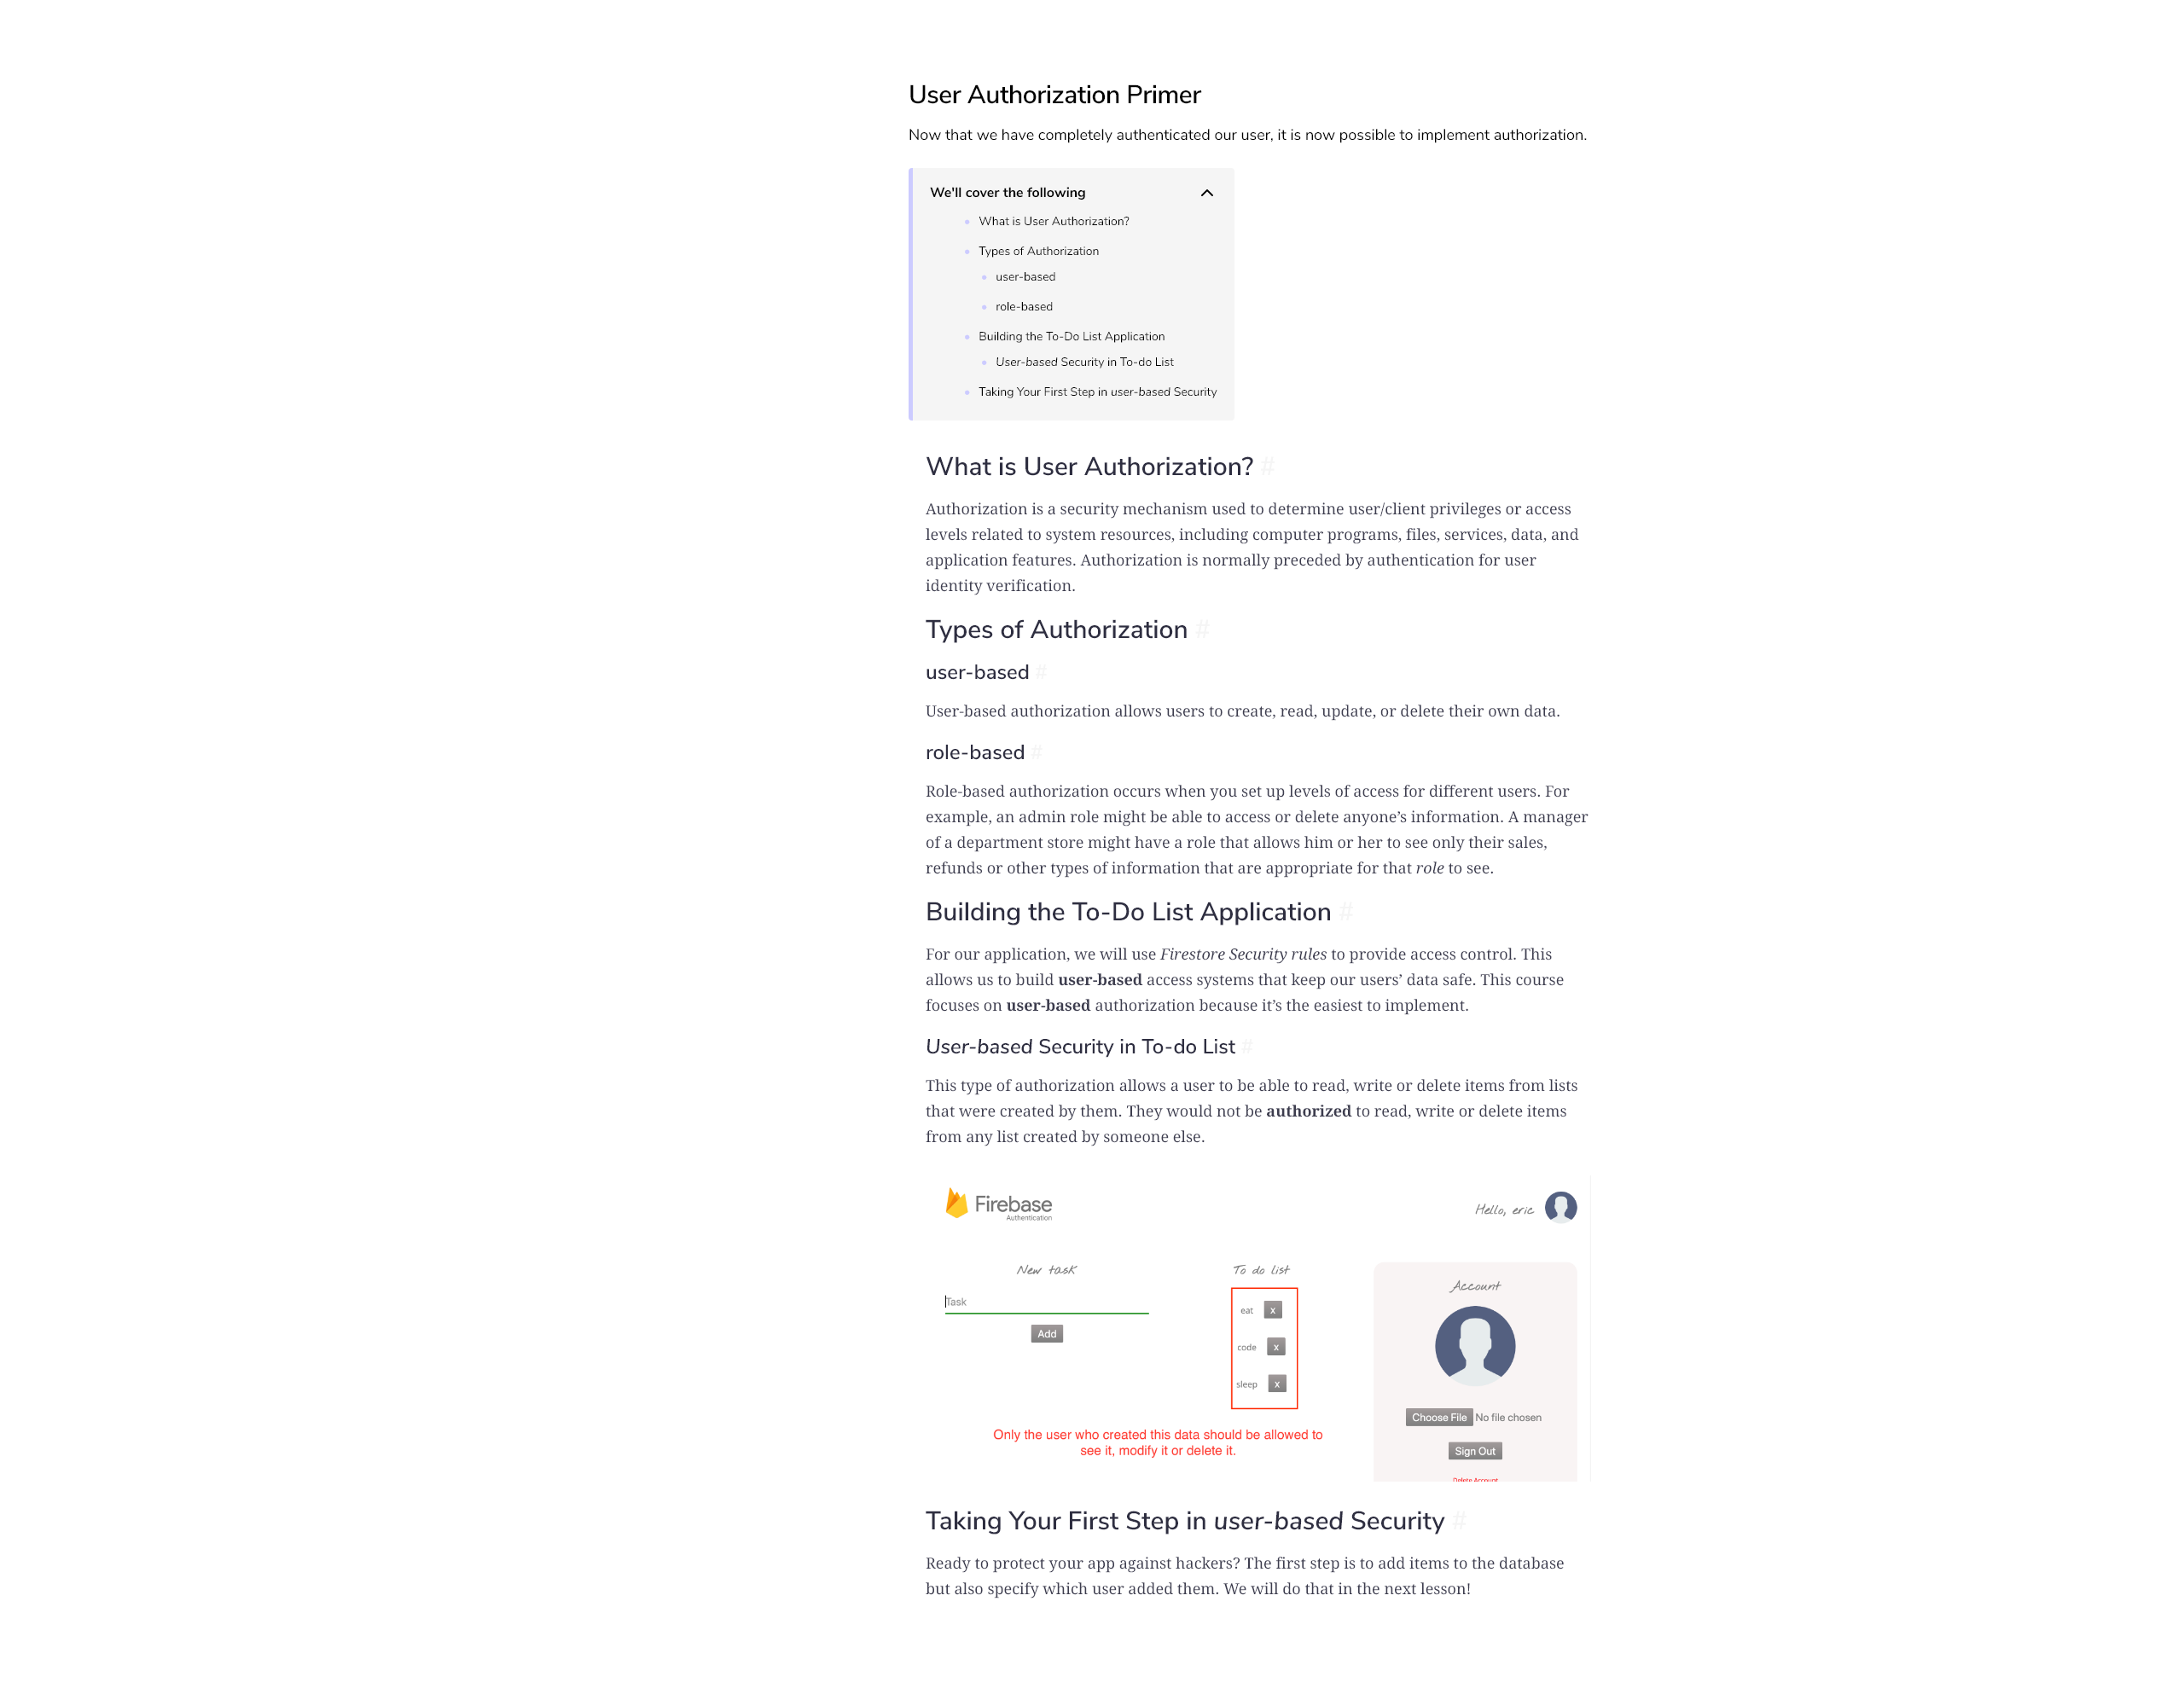 User Authorization Primer
Now that we have completely authenticated our user, it is now possible to implement authorization.
We'll cover the following
What is User Authorization?
Types of Authorization
user-based
role-based
Building the To-Do List Application
User-based Security in To-do List
Taking Your First Step in user-based Security
What is User Authorization? #
Authorization is a security mechanism used to determine user/client privileges or access
levels related to system resources, including computer programs, files, services, data, and
application features. Authorization is normally preceded by authentication for user
identity verification.
Types of Authorization #
user-based #
User-based authorization allows users to create, read, update, or delete their own data.
role-based #
Role-based authorization occurs when you set up levels of access for different users. For
example, an admin role might be able to access or delete anyone’s information. A manager
of a department store might have a role that allows him or her to see only their sales,
refunds or other types of information that are appropriate for that role to see.
Building the To-Do List Application #
For our application, we will use Firestore Security rules to provide access control. This
allows us to build user-based access systems that keep our users’ data safe. This course
focuses on user-based authorization because it’s the easiest to implement.
User-based Security in To-do List #
This type of authorization allows a user to be able to read, write or delete items from lists
that were created by them. They would not be authorized to read, write or delete items
from any list created by someone else.
Firebase
Authentication
Hello, eric
New task
Task
Add
To do list
eat x
code x
sleep x
Only the user who created this data should be allowed to
see it, modify it or delete it.
Account
Choose File No file chosen
Sign Out
Delete Account
Taking Your First Step in user-based Security #
Ready to protect your app against hackers? The first step is to add items to the database
but also specify which user added them. We will do that in the next lesson!